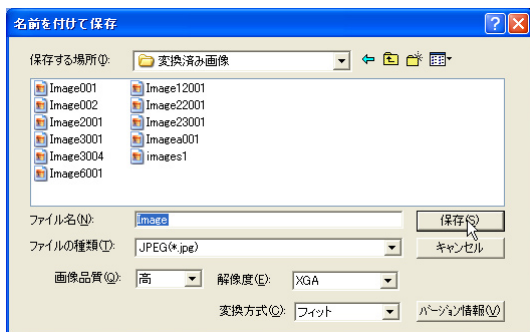 名前を付けて保存
保存する場所(I):
変換済み画像
Image001
Image002
Image2001
Image3001
Image3004
Image6001
Image12001
Image22001
Image23001
Imagea001
images1
ファイル名(N):
Image
保存(S)
ファイルの種類(T):
JPEG(*.jpg)
キャンセル
画像品質(Q):
高
解像度(E):
XGA
変換方式(C):
フィット
バージョン情報(V)